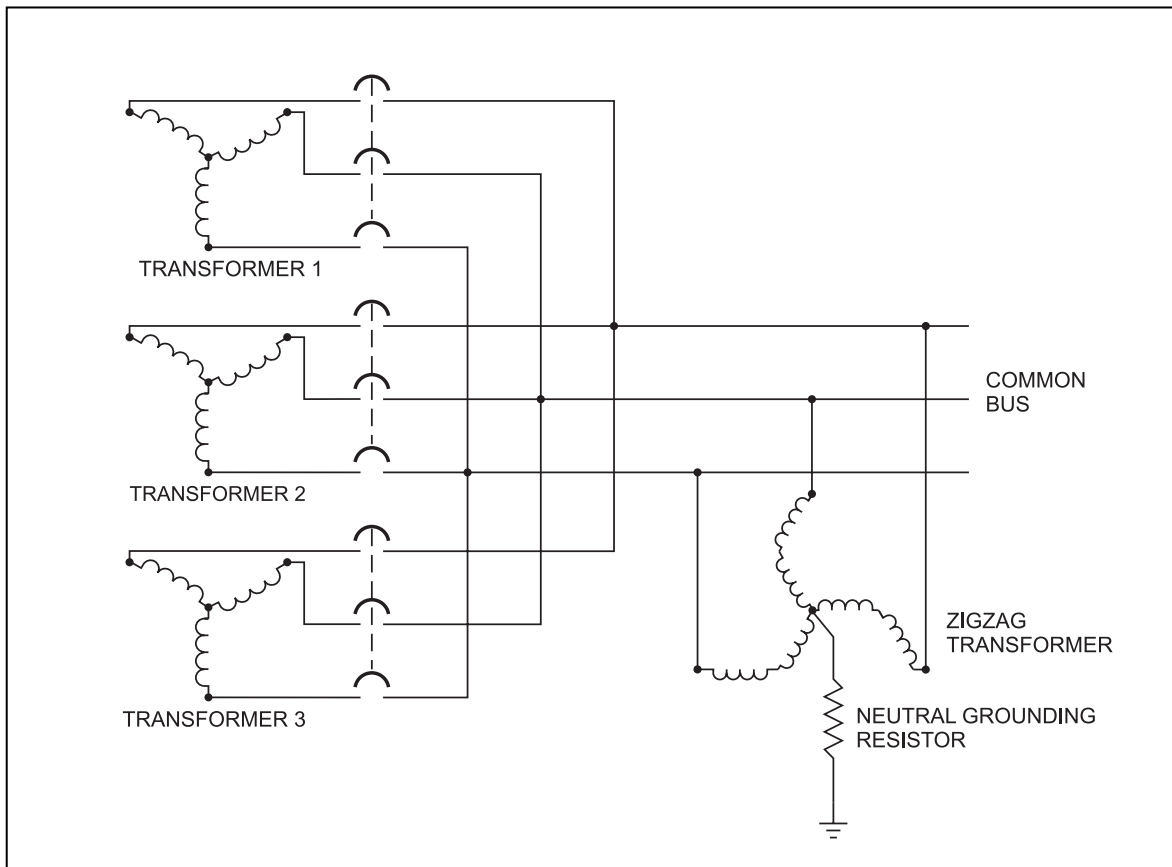 TRANSFORMER 1
COMMON
BUS
TRANSFORMER 2
ZIGZAG
TRANSFORMER
TRANSFORMER 3
NEUTRAL GROUNDING
RESISTOR